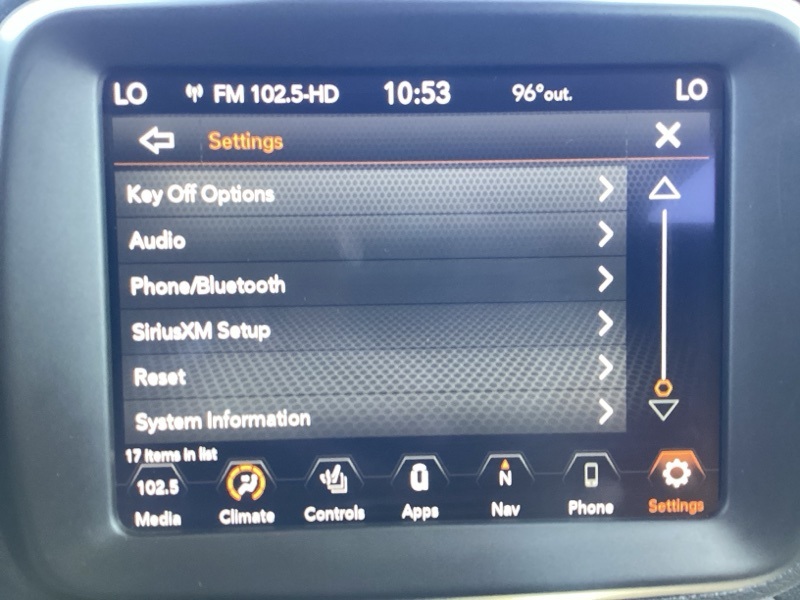 LO FM 102.5-HD 10:53 96°out. LO
Settings
Key Off Options
Audio
Phone/Bluetooth
SiriusXM Setup
Reset
System Information
17 items in list
102.5 N
Media Climate Controls Apps Nav Phone Settings